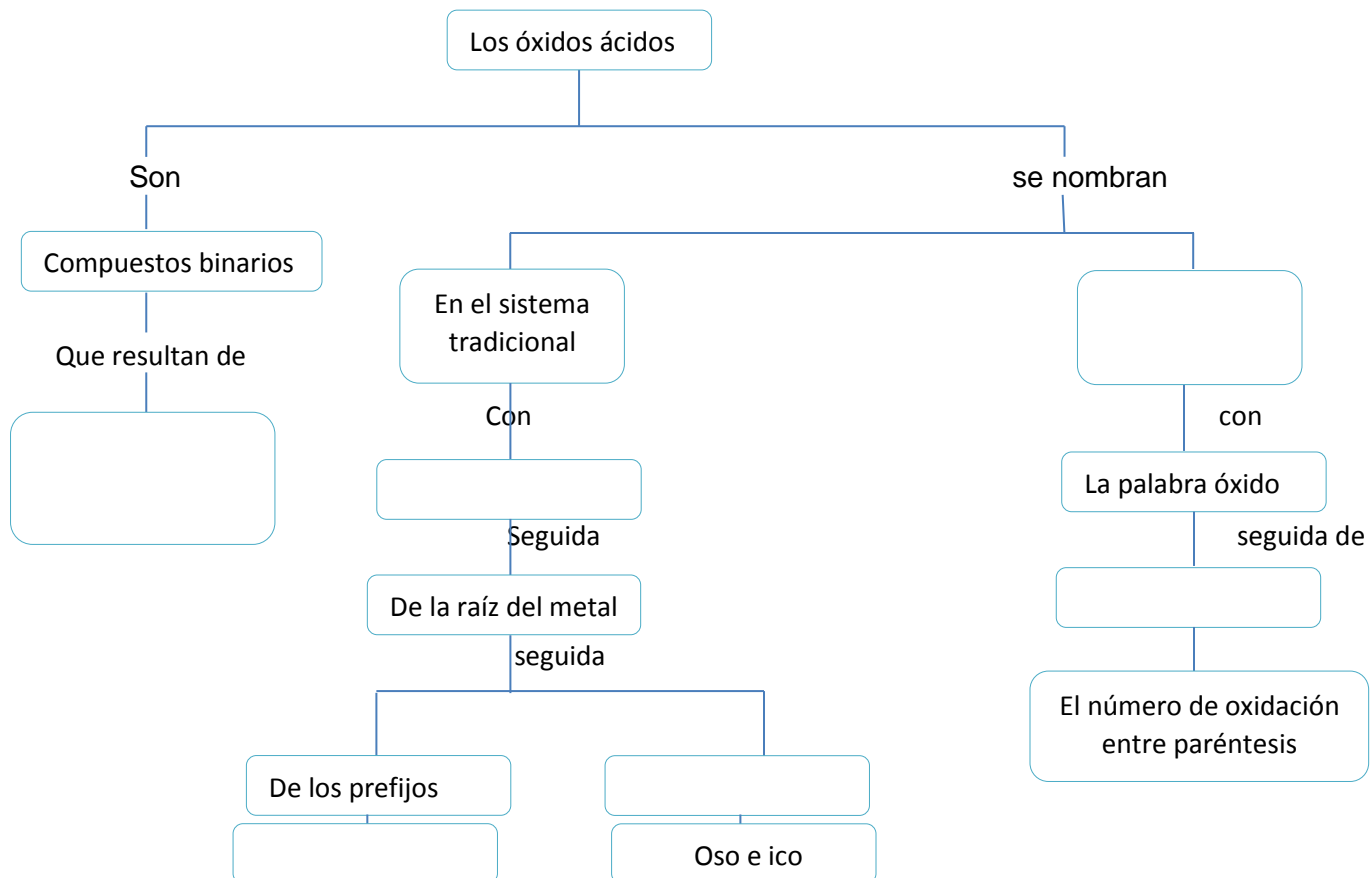 Los óxidos ácidos
Son
se nombran
Compuestos binarios
En el sistema
tradicional
Que resultan de
Con
con
La palabra óxido
Seguida
seguida de
De la raíz del metal
seguida
El número de oxidación
entre paréntesis
De los prefijos
Oso e ico